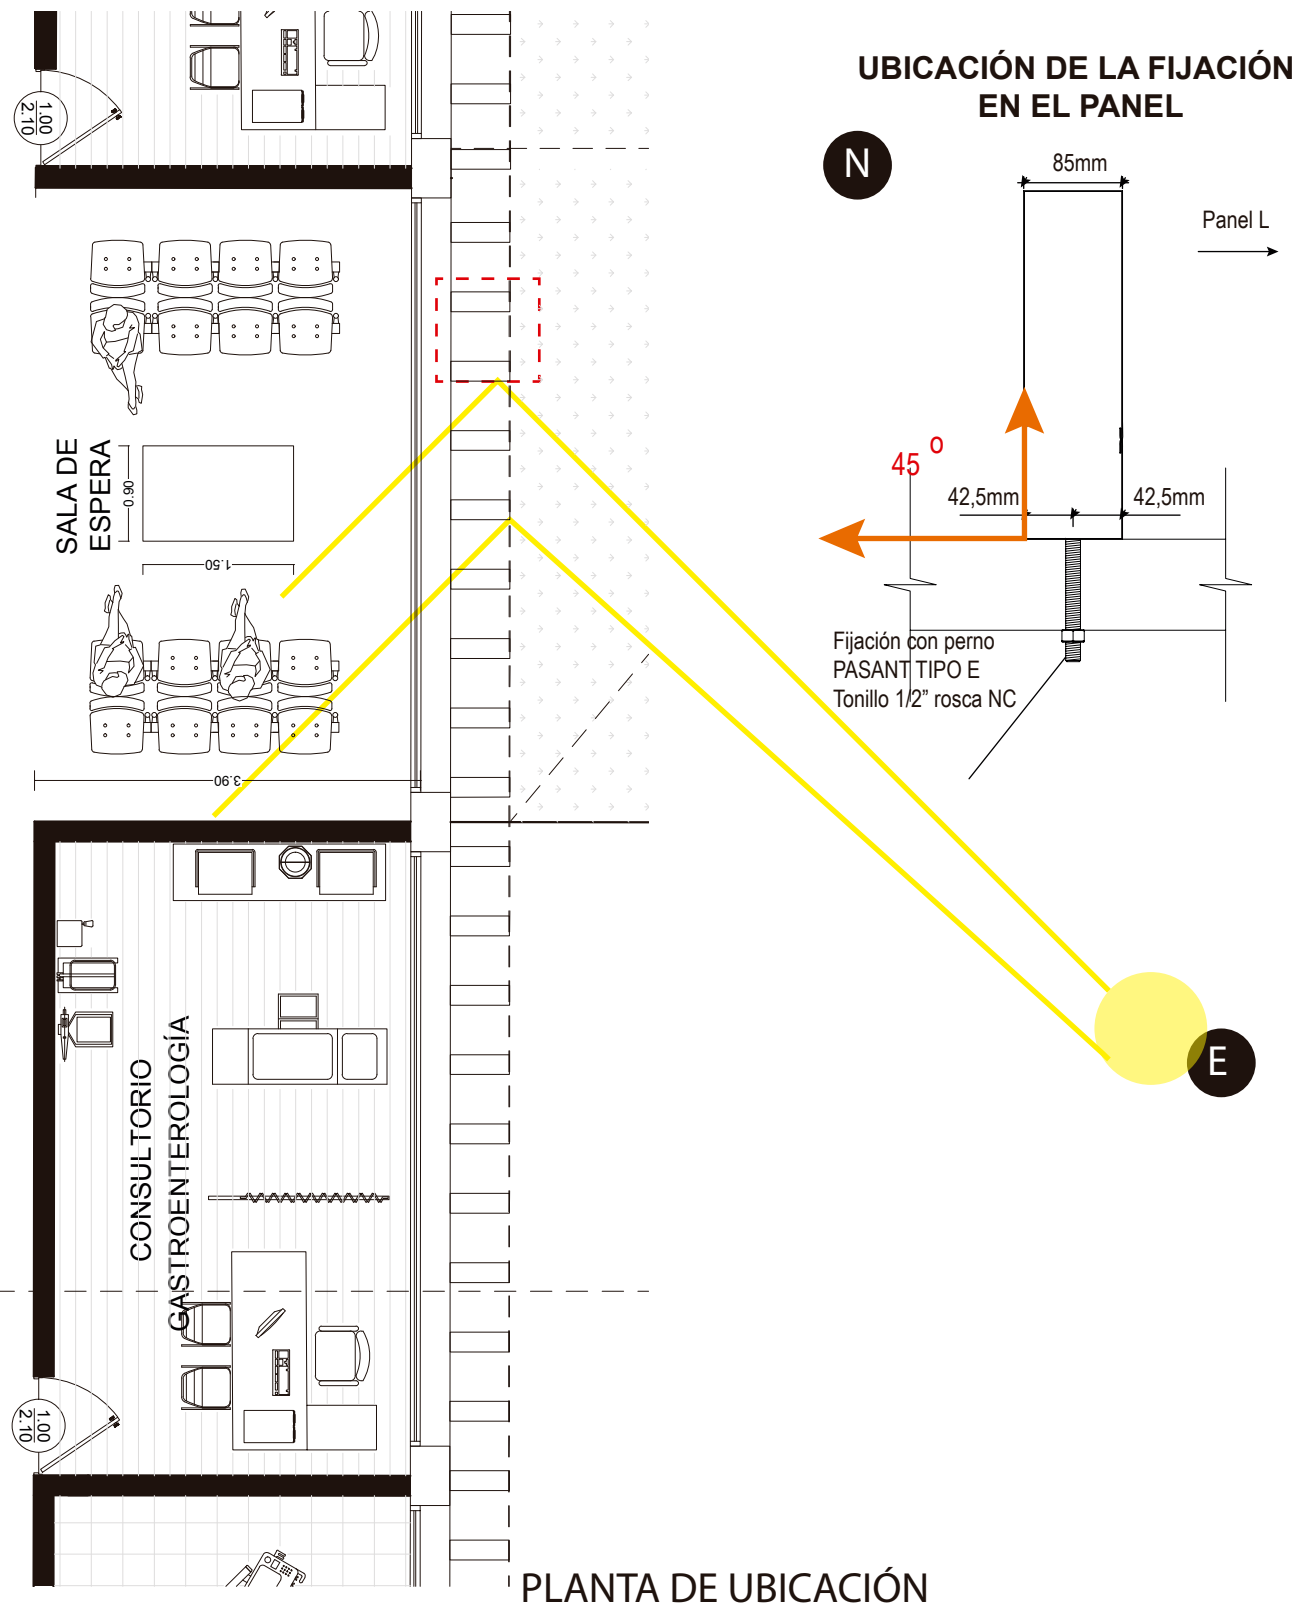 UBICACIÓN DE LA FIJACIÓN
EN EL PANEL
N
85mm
Panel L
45 º
42,5mm
42,5mm
Fijación con perno
PASANT TIPO E
Tonillo 1/2” rosca NC
E
1.00
2.10
SALA DE
ESPERA
0.90
1.50
3.90
CONSULTORIO
GASTROENTEROLOGÍA
1.00
2.10
PLANTA DE UBICACIÓN